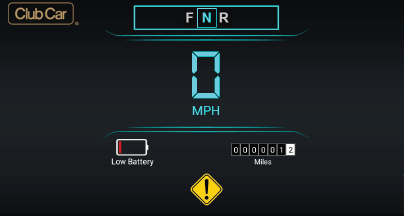 Club Car®
F N R
0
MPH
Low Battery
0000012
Miles
!